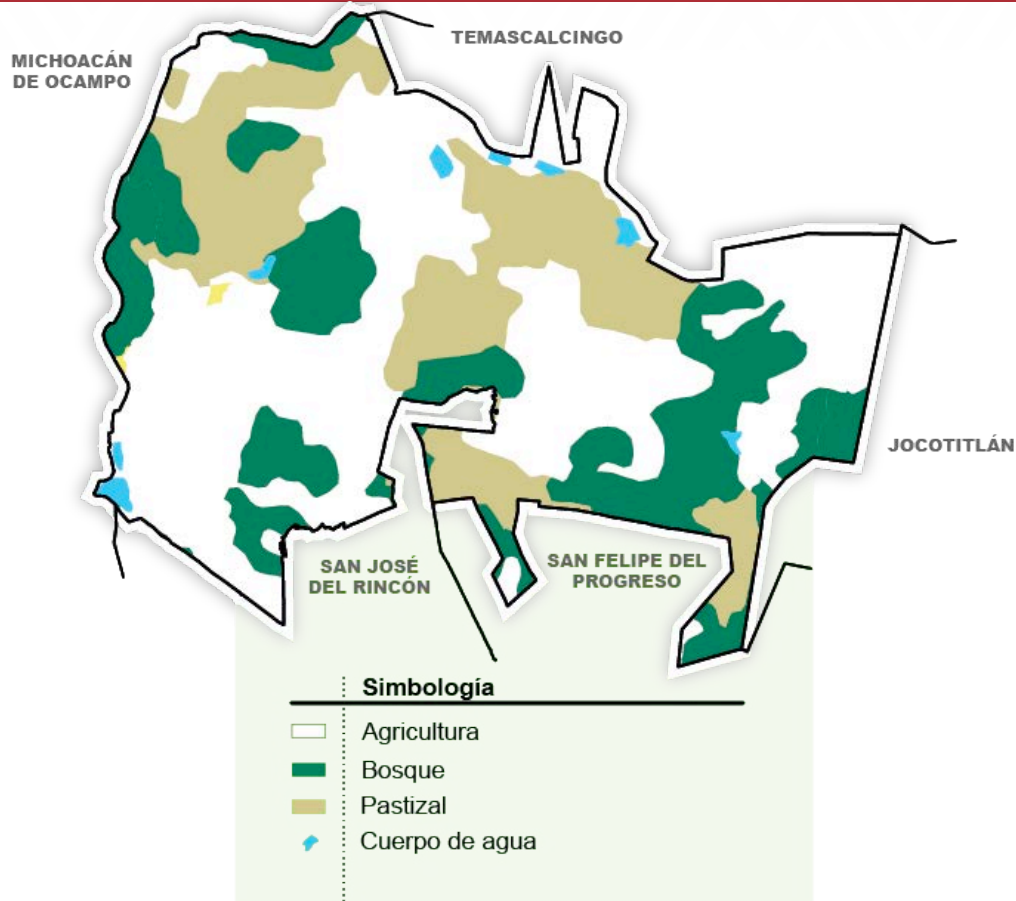 TEMASCALCINGO
MICHOACÁN
DE OCAMPO
JOCOTITLÁN
SAN JOSÉ
DEL RINCÓN
SAN FELIPE DEL
PROGRESO
Simbología
Agricultura
Bosque
Pastizal
Cuerpo de agua